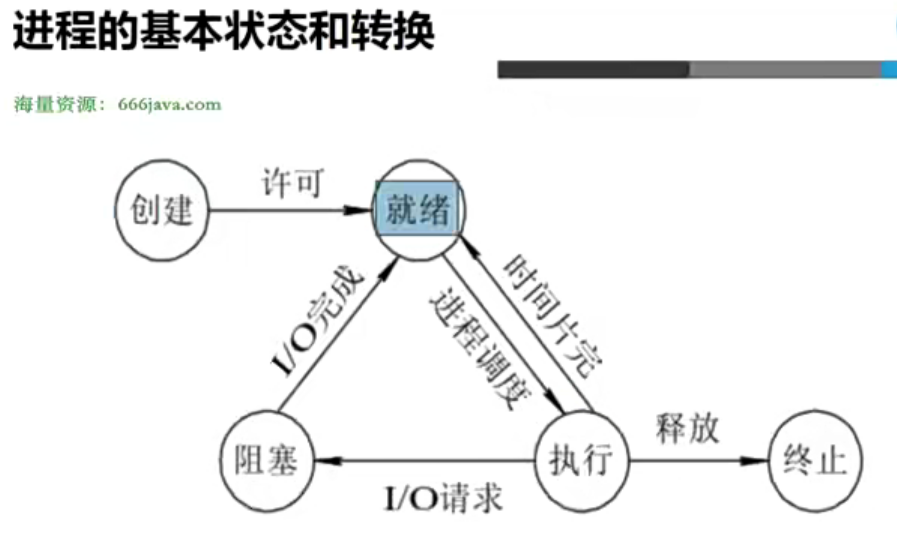 进程的基本状态和转换
海量资源：666java.com
创建
许可
就绪
I/O完成
进程调度
时间片完
阻塞
I/O请求
执行
释放
终止